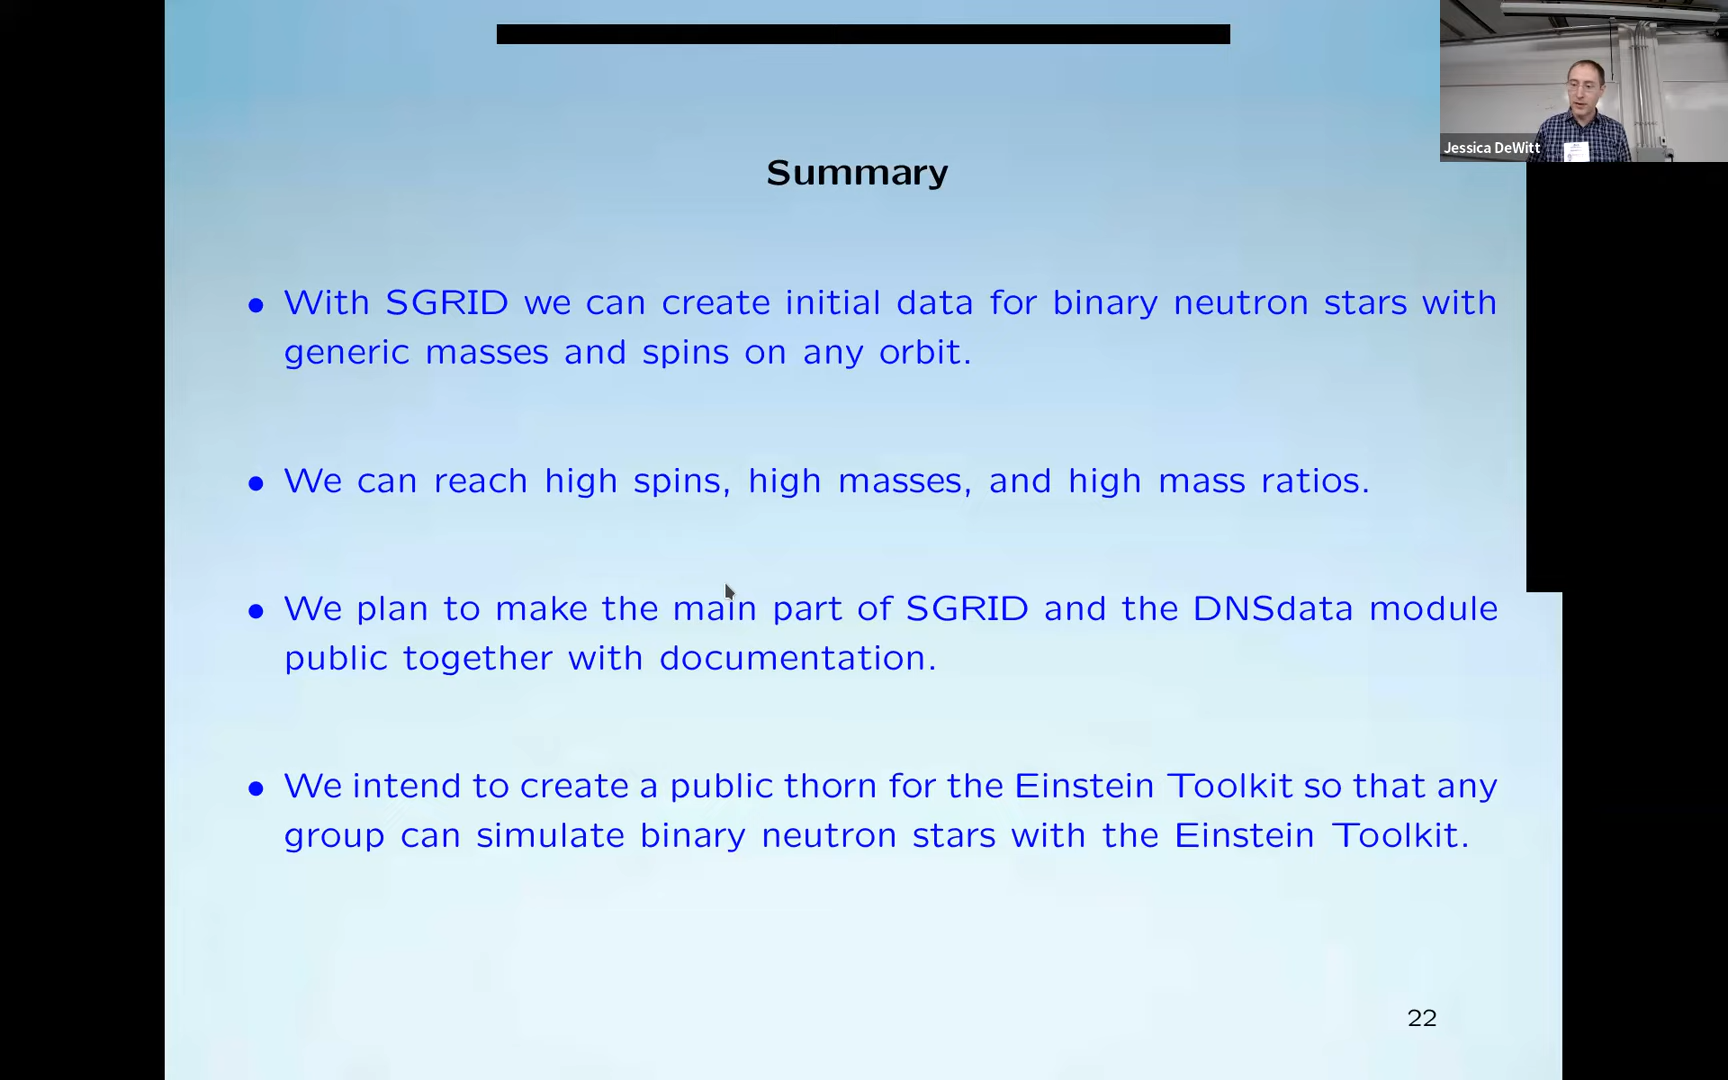 Jessica DeWitt
Summary
• With SGRID we can create initial data for binary neutron stars with
generic masses and spins on any orbit.
• We can reach high spins, high masses, and high mass ratios.
• We plan to make the main part of SGRID and the DNSdata module
public together with documentation.
• We intend to create a public thorn for the Einstein Toolkit so that any
group can simulate binary neutron stars with the Einstein Toolkit.
22